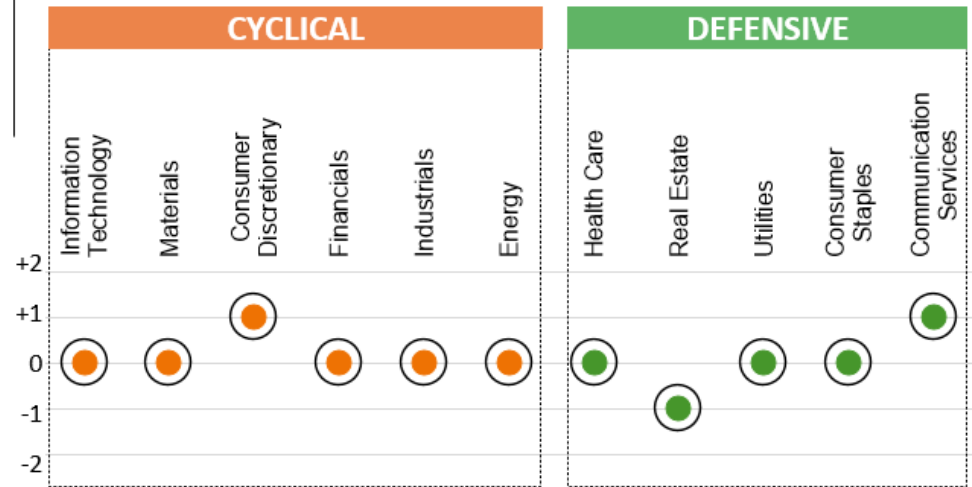 CYCLICAL
DEFENSIVE
Information
Technology
Materials
Consumer
Discretionary
Financials
Industrials
Energy
Health Care
Real Estate
Utilities
Consumer
Staples
Communication
Services
+2
+1
0
-1
-2